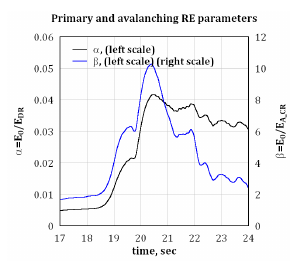 Primary and avalanching RE parameters
0.06
0.05
0.04
0.03
0.02
0.01
0
α, (left scale)
β, (left scale) (right scale)
12
10
8
6
4
2
0
α=E₀/E_DR
β=E₀/E_A_CR
17 18 19 20 21 22 23 24
time, sec